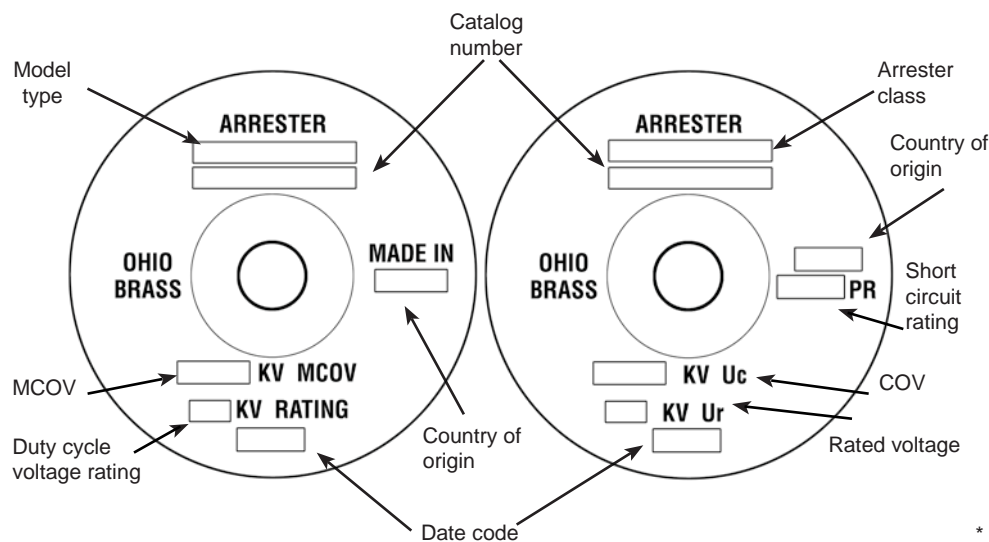 Catalog
number
Model
type
Arrester
class
Country of
origin
ARRESTER
ARRESTER
OHIO
BRASS
MADE IN
OHIO
BRASS
PR
Short
circuit
rating
MCOV
KV MCOV
KV Uc
COV
KV RATING
KV Ur
Duty cycle
voltage rating
Country of
origin
Rated voltage
Date code
*